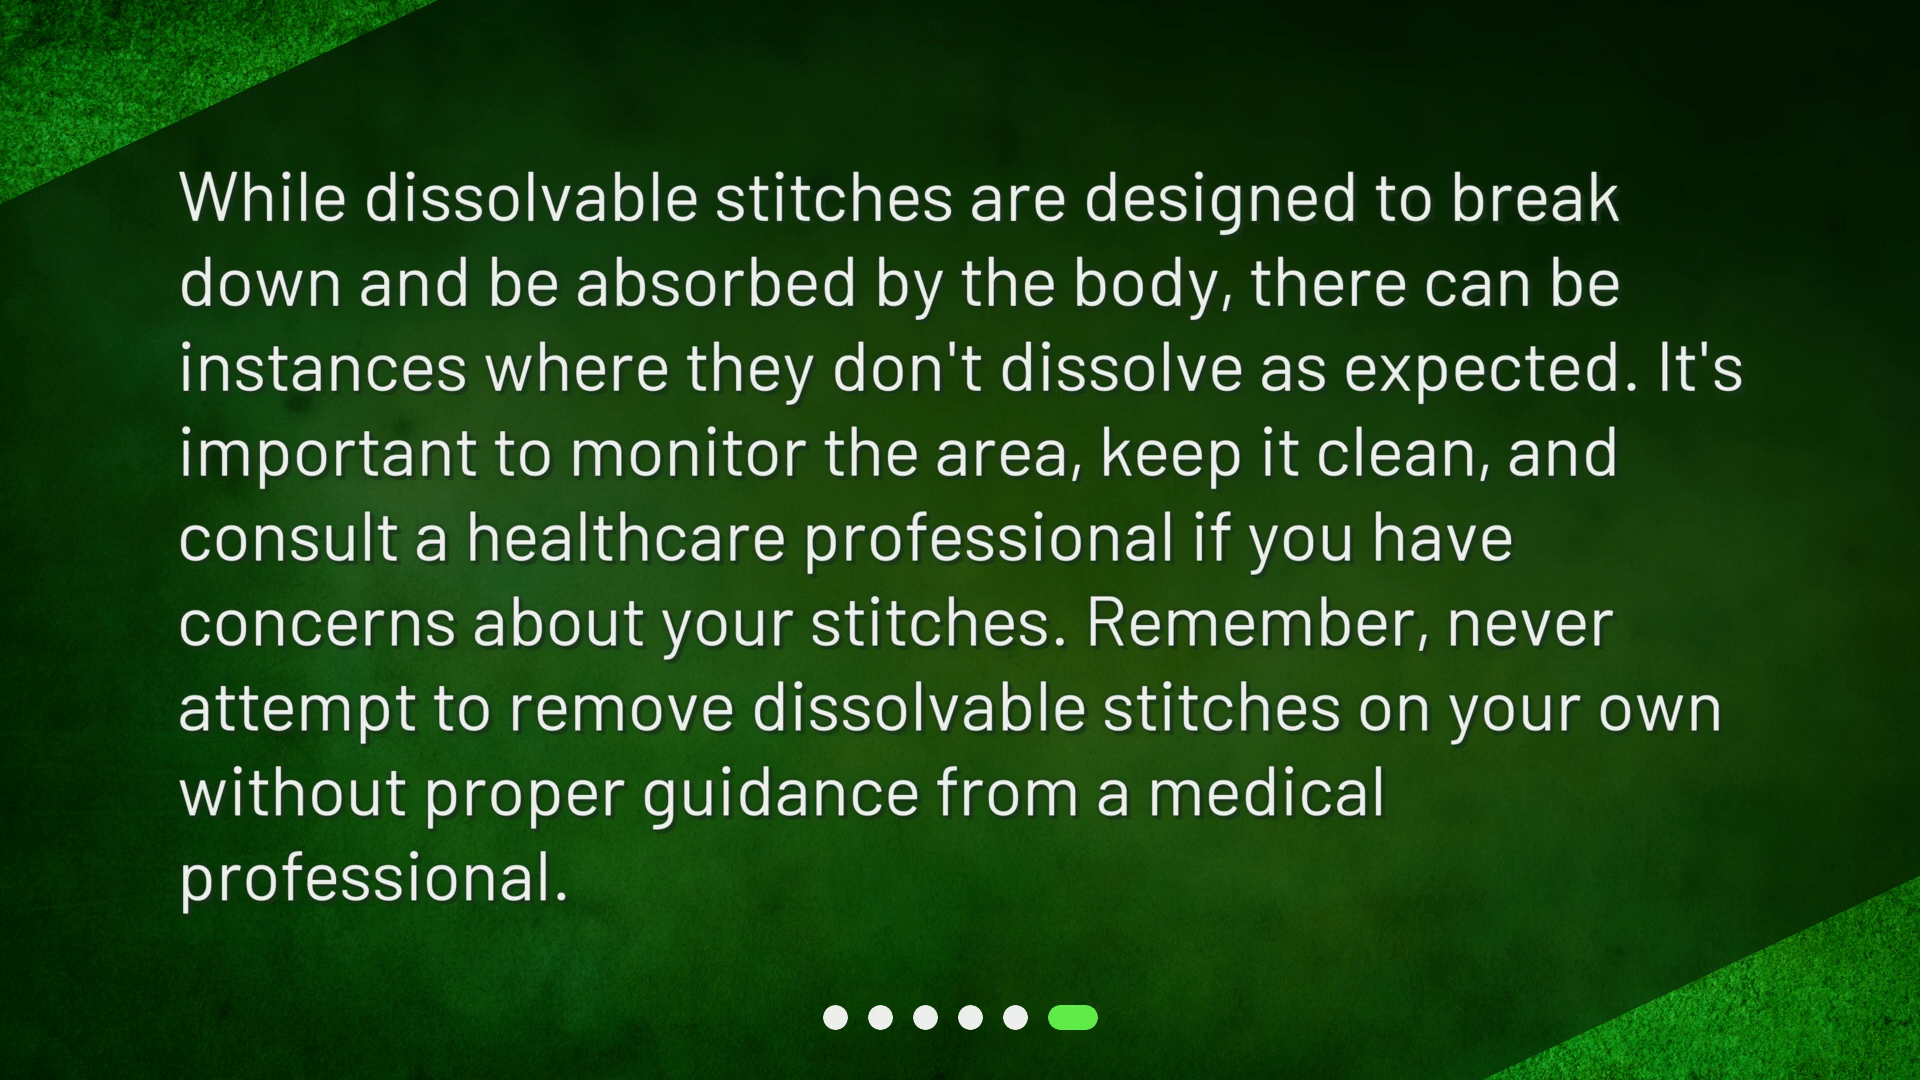 While dissolvable stitches are designed to break
down and be absorbed by the body, there can be
instances where they don't dissolve as expected. It's
important to monitor the area, keep it clean, and
consult a healthcare professional if you have
concerns about your stitches. Remember, never
attempt to remove dissolvable stitches on your own
without proper guidance from a medical
professional.